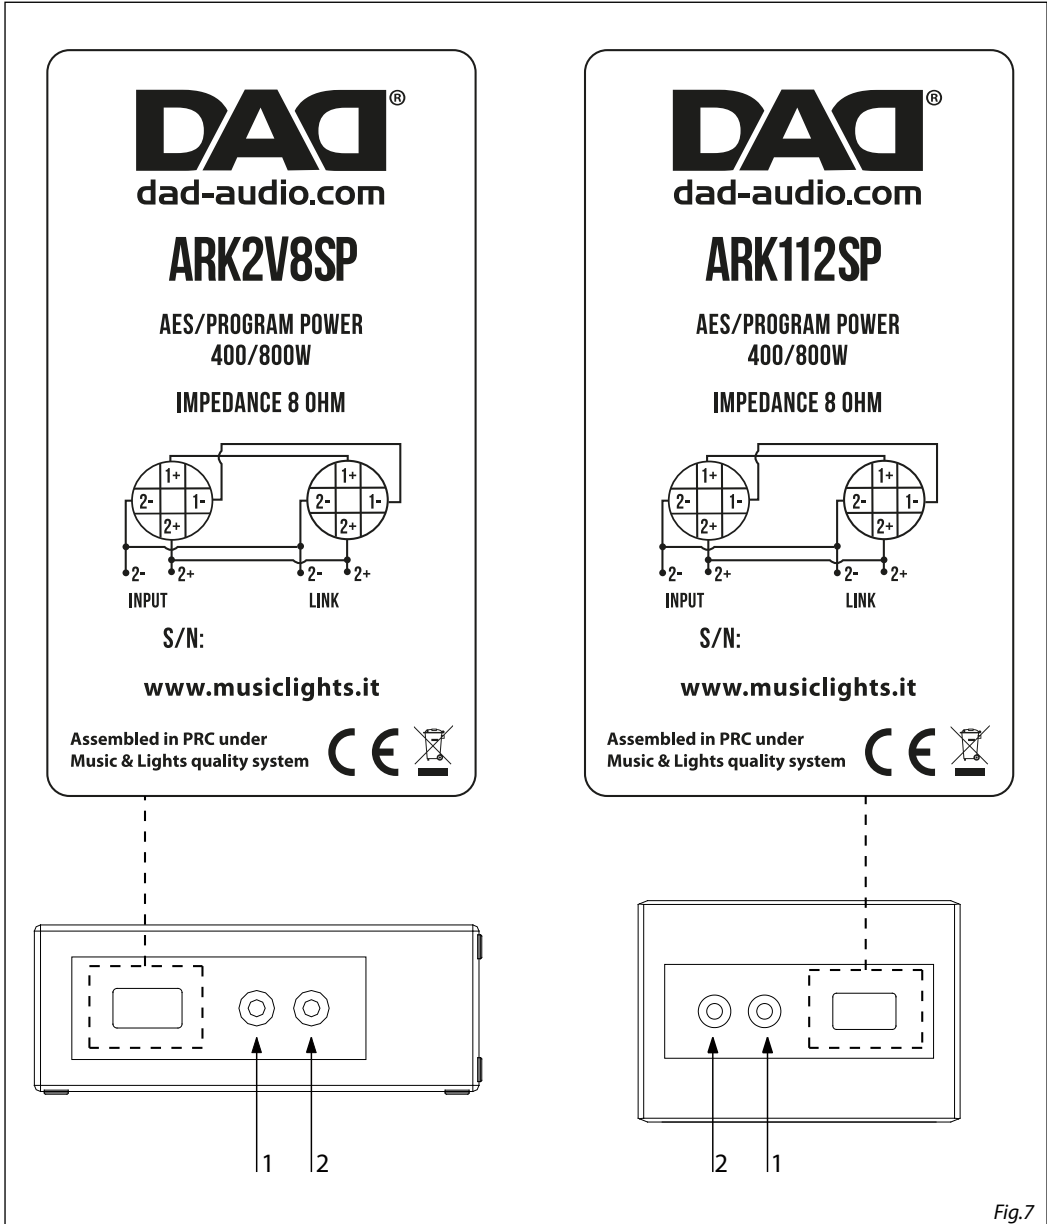 DAD®
dad-audio.com
ARK2V8SP
AES/PROGRAM POWER
400/800W
IMPEDANCE 8 OHM
1+ 1+
2- 1- 2- 1-
2+ 2+
2- 2+ 2- 2+
INPUT LINK
S/N:
www.musiclights.it
Assembled in PRC under
Music & Lights quality system CE
1 2
DAD®
dad-audio.com
ARK112SP
AES/PROGRAM POWER
400/800W
IMPEDANCE 8 OHM
1+ 1+
2- 1- 2- 1-
2+ 2+
2- 2+ 2- 2+
INPUT LINK
S/N:
www.musiclights.it
Assembled in PRC under
Music & Lights quality system CE
2 1
Fig.7